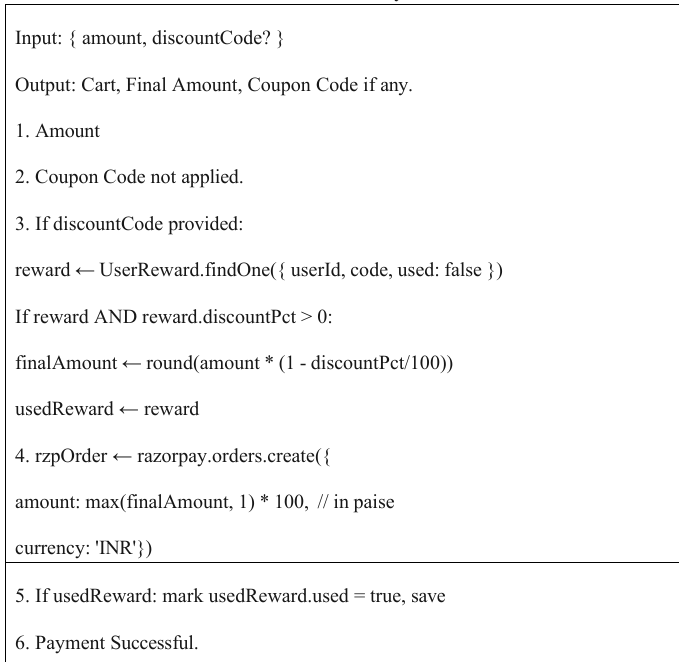 Input: { amount, discountCode? }
Output: Cart, Final Amount, Coupon Code if any.
1. Amount
2. Coupon Code not applied.
3. If discountCode provided:
reward ← UserReward.findOne({ userId, code, used: false })
If reward AND reward.discountPct > 0:
finalAmount ← round(amount * (1 - discountPct/100))
usedReward ← reward
4. rzpOrder ← razorpay.orders.create({
amount: max(finalAmount, 1) * 100,  // in paise
currency: 'INR'})
5. If usedReward: mark usedReward.used = true, save
6. Payment Successful.